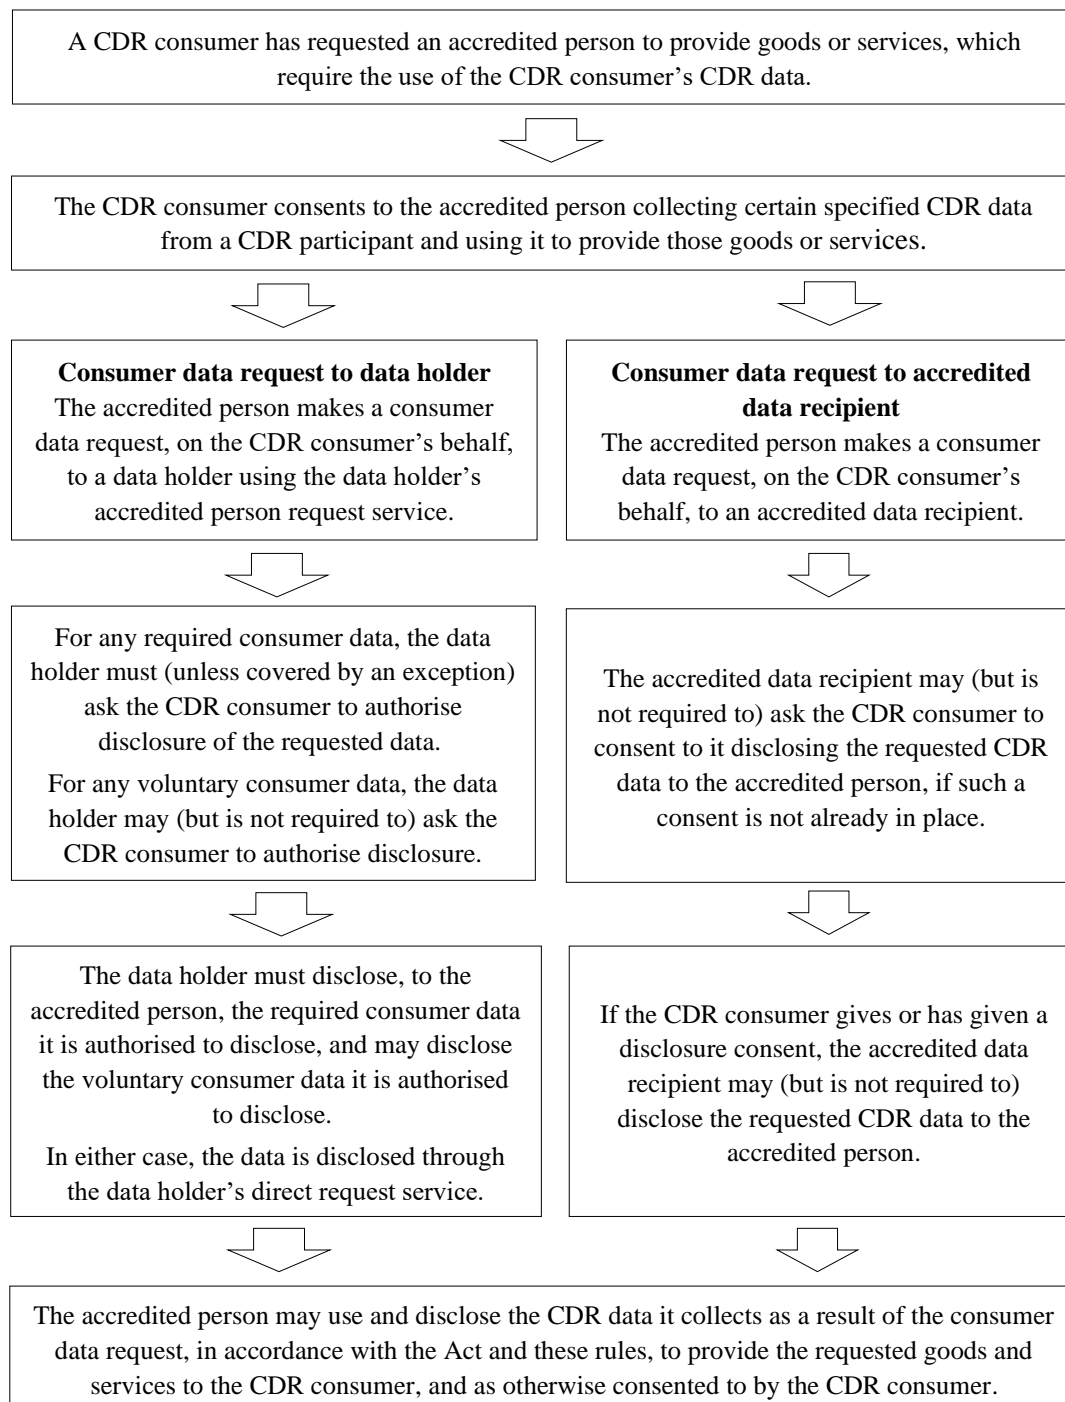 A CDR consumer has requested an accredited person to provide goods or services, which
require the use of the CDR consumer’s CDR data.
The CDR consumer consents to the accredited person collecting certain specified CDR data
from a CDR participant and using it to provide those goods or services.
Consumer data request to data holder
The accredited person makes a consumer
data request, on the CDR consumer’s behalf,
to a data holder using the data holder’s
accredited person request service.
Consumer data request to accredited
data recipient
The accredited person makes a consumer
data request, on the CDR consumer’s
behalf, to an accredited data recipient.
For any required consumer data, the data
holder must (unless covered by an exception)
ask the CDR consumer to authorise
disclosure of the requested data.
For any voluntary consumer data, the data
holder may (but is not required to) ask the
CDR consumer to authorise disclosure.
The accredited data recipient may (but is
not required to) ask the CDR consumer to
consent to it disclosing the requested CDR
data to the accredited person, if such a
consent is not already in place.
The data holder must disclose, to the
accredited person, the required consumer data
it is authorised to disclose, and may disclose
the voluntary consumer data it is authorised
to disclose.
In either case, the data is disclosed through
the data holder’s direct request service.
If the CDR consumer gives or has given a
disclosure consent, the accredited data
recipient may (but is not required to)
disclose the requested CDR data to the
accredited person.
The accredited person may use and disclose the CDR data it collects as a result of the consumer
data request, in accordance with the Act and these rules, to provide the requested goods and
services to the CDR consumer, and as otherwise consented to by the CDR consumer.